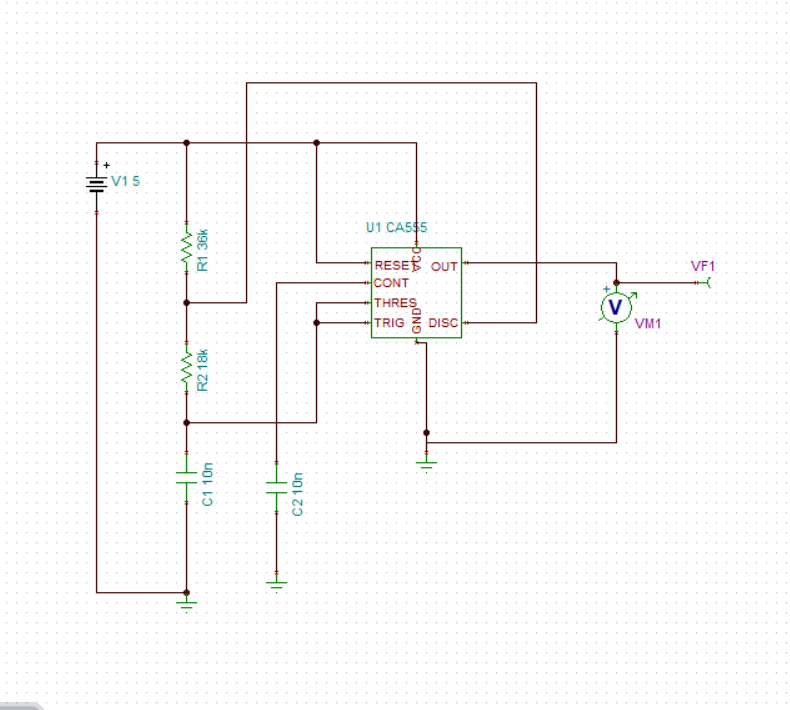 V1 5
+
R1 36k
R2 18k
C1 10n
C2 10n
U1 CA555
RESET
VCC
OUT
CONT
THRES
TRIG
GND
DISC
VF1
+
V
VM1